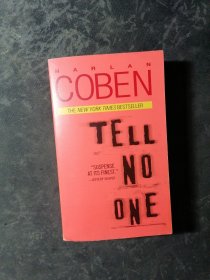 HARLAN
COBEN
THE NEW YORK TIMES BESTSELLER
TELL
NO
ONE
"SUSPENSE
AT ITS FINEST."